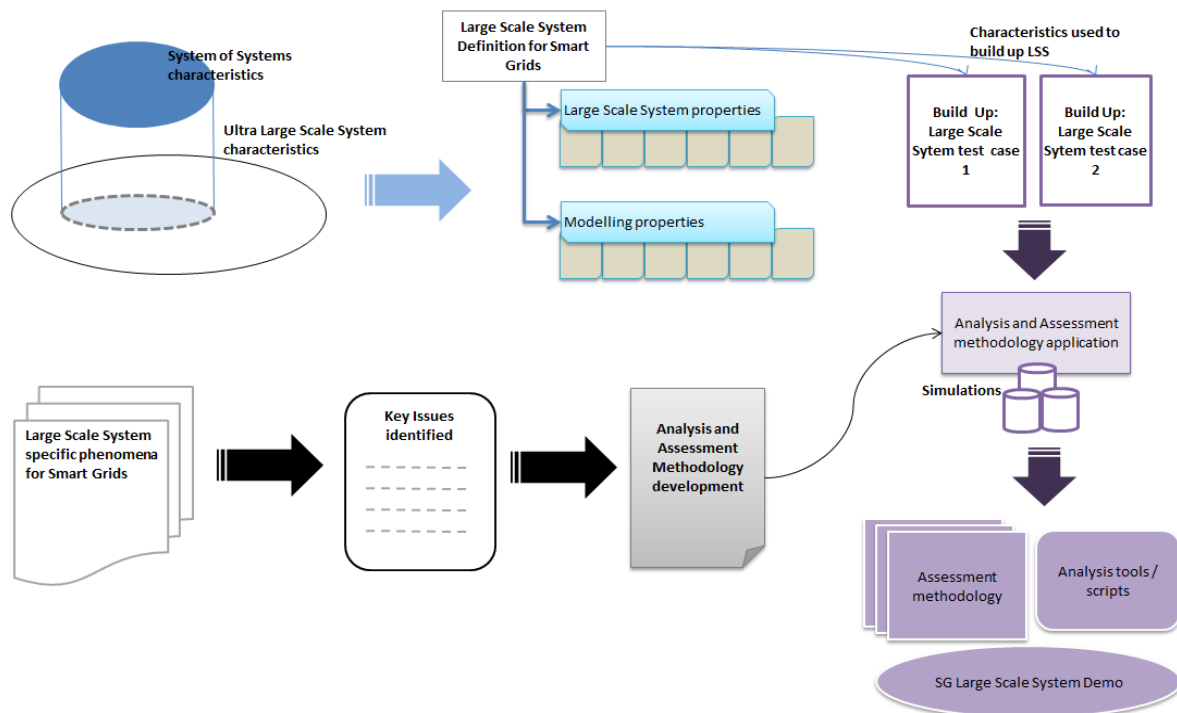 System of Systems
characteristics
Ultra Large Scale System
characteristics
Large Scale System
Definition for Smart
Grids
Large Scale System properties
Modelling properties
Characteristics used to
build up LSS
Build Up:
Large Scale
Sytem test case
1
Build Up:
Large Scale
Sytem test case
2
Analysis and Assessment
methodology application
Simulations
Large Scale System
specific phenomena
for Smart Grids
Key Issues
identified
Analysis and
Assessment
Methodology
development
Assessment
methodology
Analysis tools /
scripts
SG Large Scale System Demo